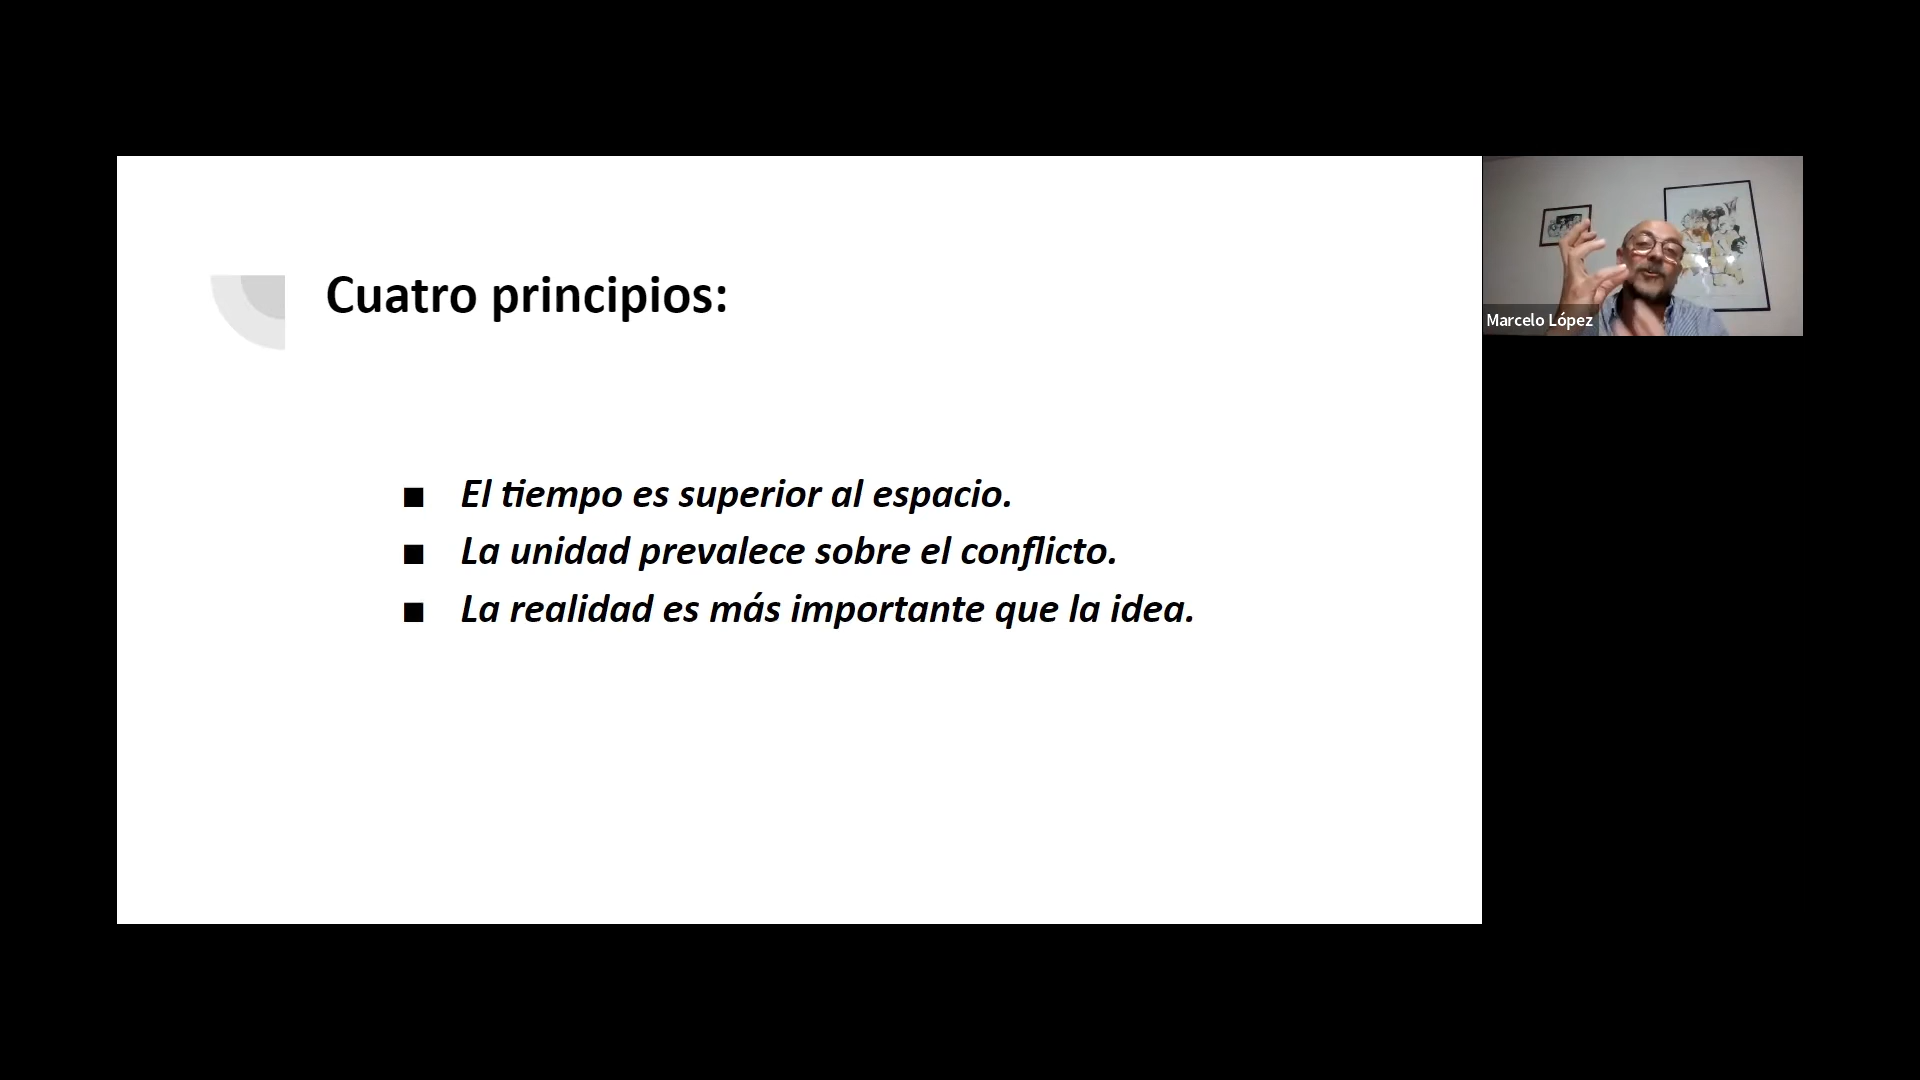 Cuatro principios:
■ El tiempo es superior al espacio.
■ La unidad prevalece sobre el conflicto.
■ La realidad es más importante que la idea.
Marcelo López